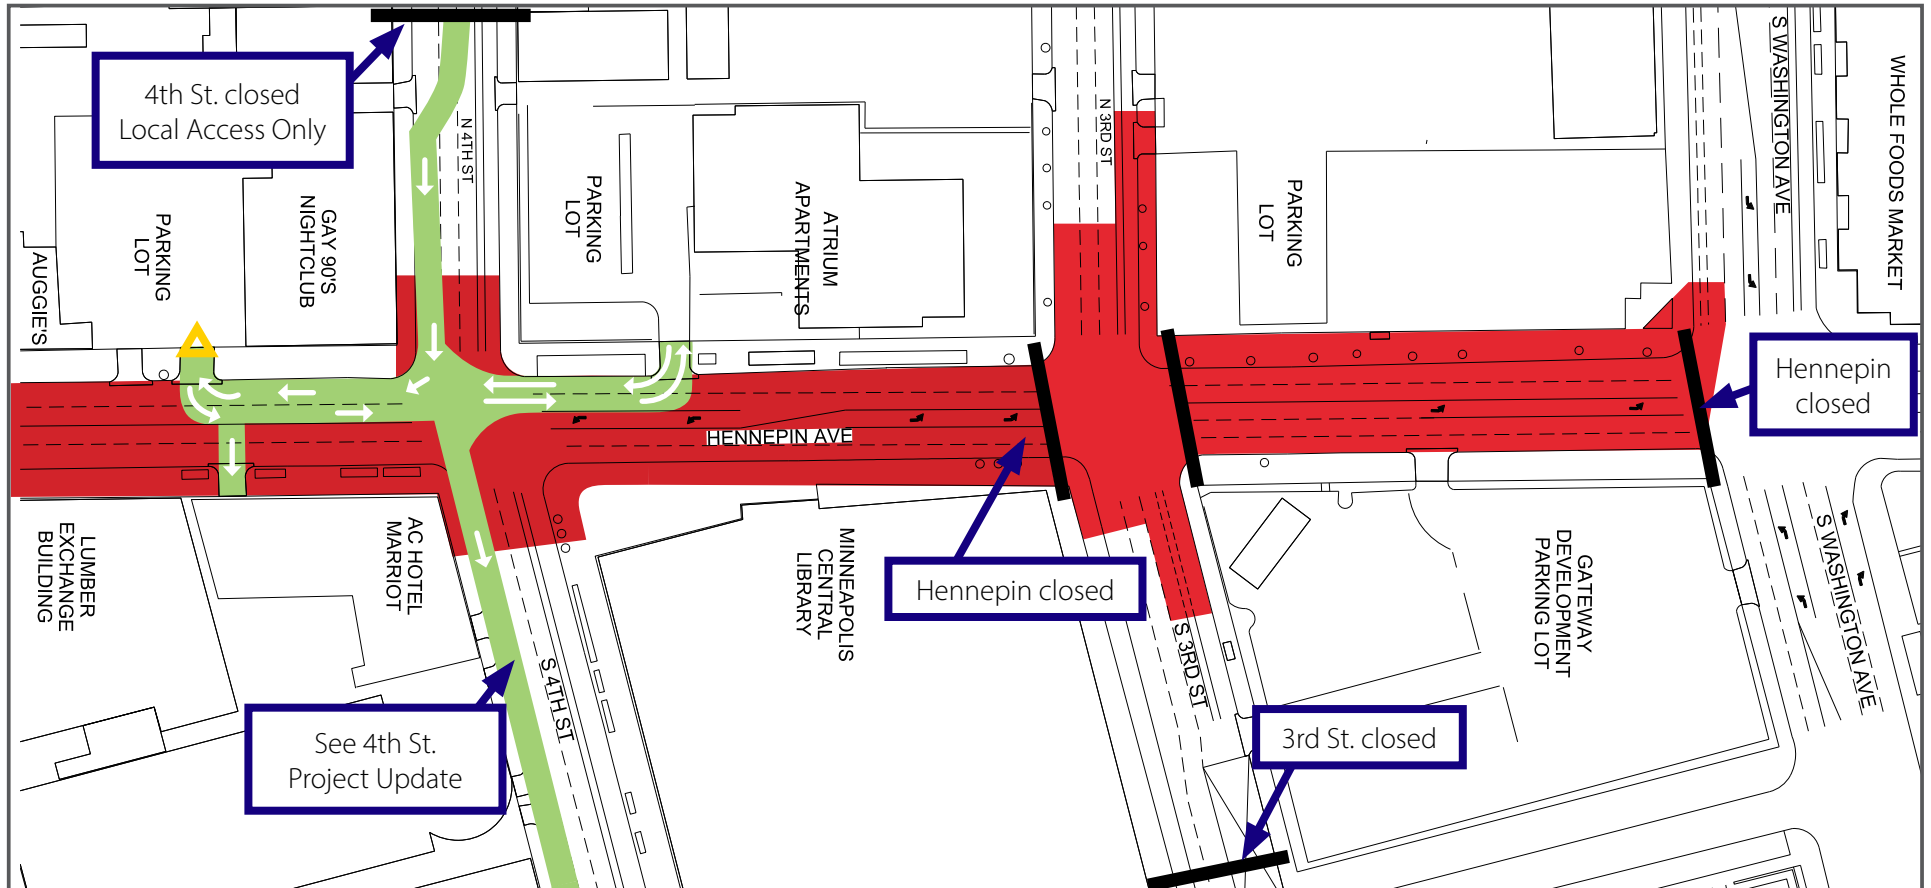 4th St. closed
Local Access Only
N 4TH ST
N 3RD ST
S WASHINGTON AVE
WHOLE FOODS MARKET
AUGGIE'S
PARKING
LOT
GAY 90'S
NIGHTCLUB
PARKING
LOT
ATRIUM
APARTMENTS
PARKING
LOT
Hennepin
closed
HENNEPIN AVE
LUMBER
EXCHANGE
BUILDING
AC HOTEL
MARRIOT
MINNEAPOLIS
CENTRAL
LIBRARY
Hennepin closed
GATEWAY
DEVELOPMENT
PARKING LOT
S WASHINGTON AVE
S 4TH ST
S 3RD ST
See 4th St.
Project Update
3rd St. closed